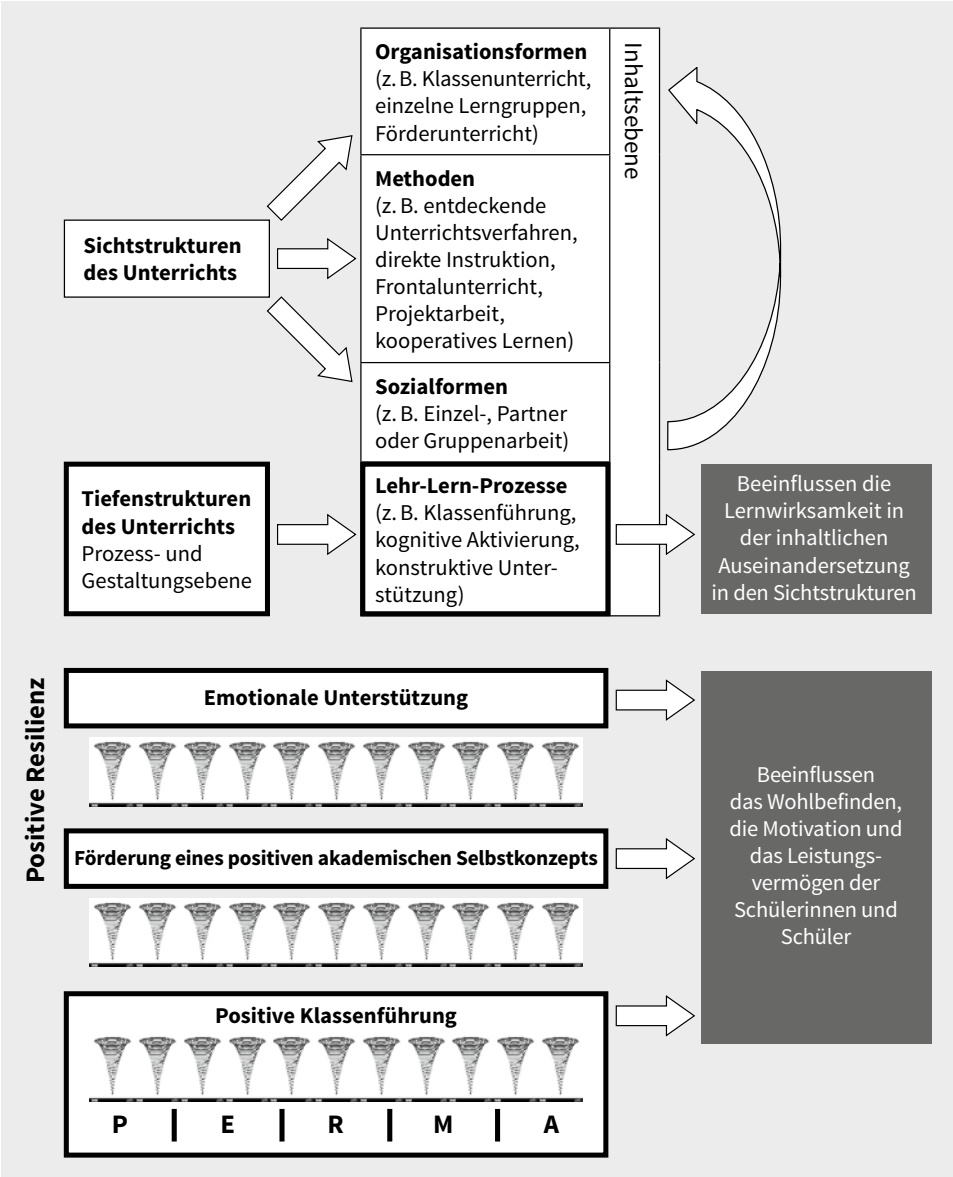 Organisationsformen
(z. B. Klassenunterricht,
einzelne Lerngruppen,
Förderunterricht)
Inhaltsebene
Methoden
(z. B. entdeckende
Unterrichtsverfahren,
direkte Instruktion,
Frontalunterricht,
Projektarbeit,
kooperatives Lernen)
Sichtstrukturen
des Unterrichts
Sozialformen
(z. B. Einzel-, Partner
oder Gruppenarbeit)
Tiefenstrukturen
des Unterrichts
Prozess- und
Gestaltungsebene
Lehr-Lern-Prozesse
(z. B. Klassenführung,
kognitive Aktivierung,
konstruktive Unter-
stützung)
Beeinflussen die
Lernwirksamkeit in
der inhaltlichen
Auseinandersetzung
in den Sichtstrukturen
Positive Resilienz
Emotionale Unterstützung
Förderung eines positiven akademischen Selbstkonzepts
Positive Klassenführung
P | E | R | M | A
Beeinflussen
das Wohlbefinden,
die Motivation und
das Leistungs-
vermögen der
Schülerinnen und
Schüler